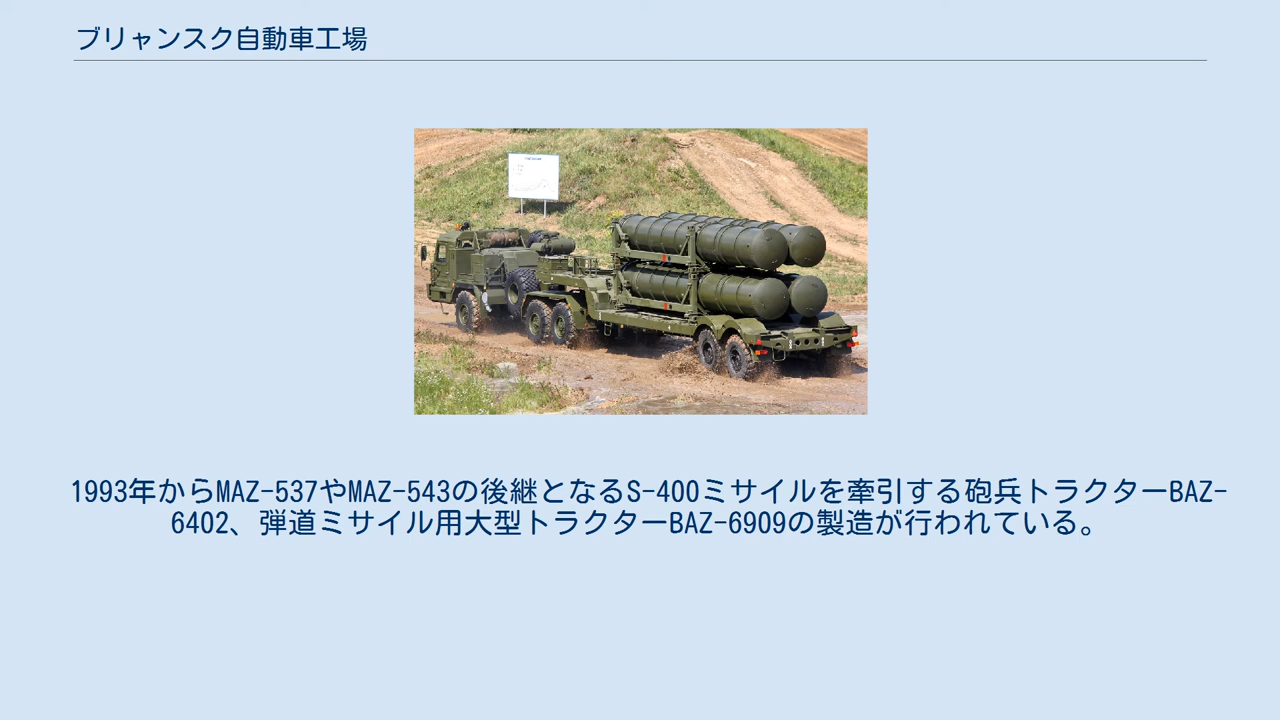 ブリャンスク自動車工場
1993年からMAZ-537やMAZ-543の後継となるS-400ミサイルを牽引する砲兵トラクターBAZ-
6402、弾道ミサイル用大型トラクターBAZ-6909の製造が行われている。